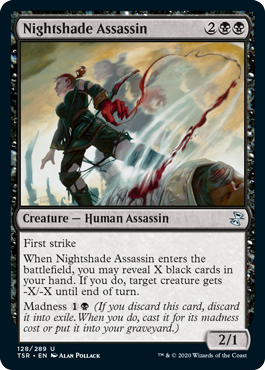 Nightshade Assassin 2
Creature — Human Assassin
First strike
When Nightshade Assassin enters the
battlefield, you may reveal X black cards in
your hand. If you do, target creature gets
-X/-X until end of turn.
Madness 1 (If you discard this card, discard
it into exile. When you do, cast it for its madness
cost or put it into your graveyard.)
2/1
128/289 U
TSR • EN ALAN POLLACK
™ & © 2020 Wizards of the Coast